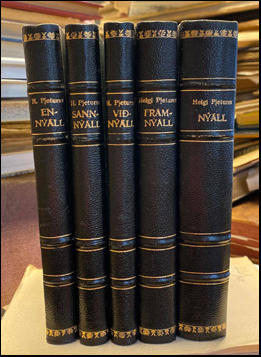 H. Pjeturss
EN-
NÝALL
H. Pjeturss
SANN-
NÝALL
H. Pjeturss
VIÐ-
NÝALL
Helgi Pjeturss
FRAM-
NÝALL
Helgi Pjeturss
NÝALL